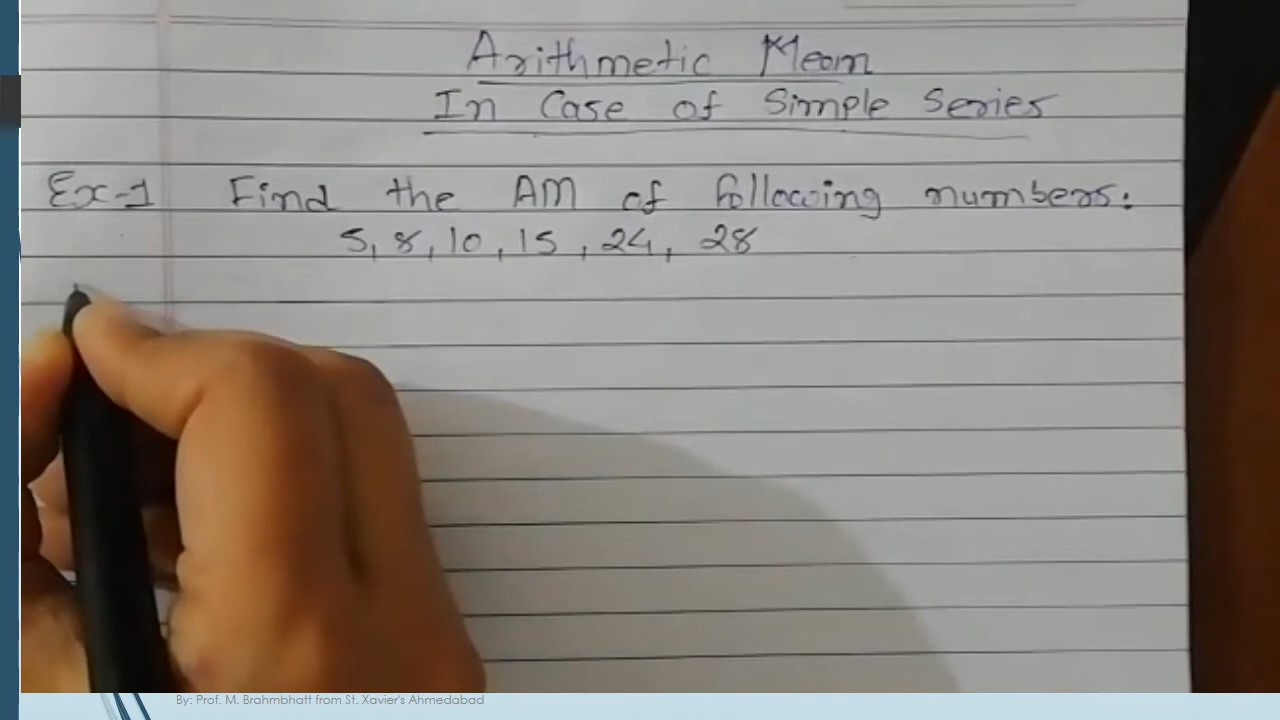 Arithmetic Mean
In Case of Simple Series
Ex-1 Find the AM of following numbers:
5, 8, 10, 15, 24, 28
By: Prof. M. Brahmbhatt from St. Xavier's Ahmedabad